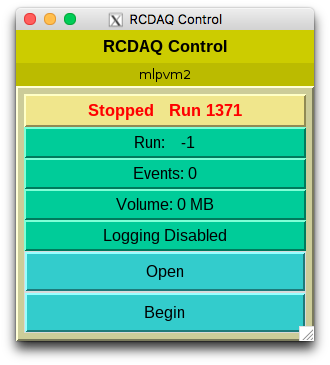 RCDAQ Control
RCDAQ Control
mlpvm2
Stopped Run 1371
Run: -1
Events: 0
Volume: 0 MB
Logging Disabled
Open
Begin